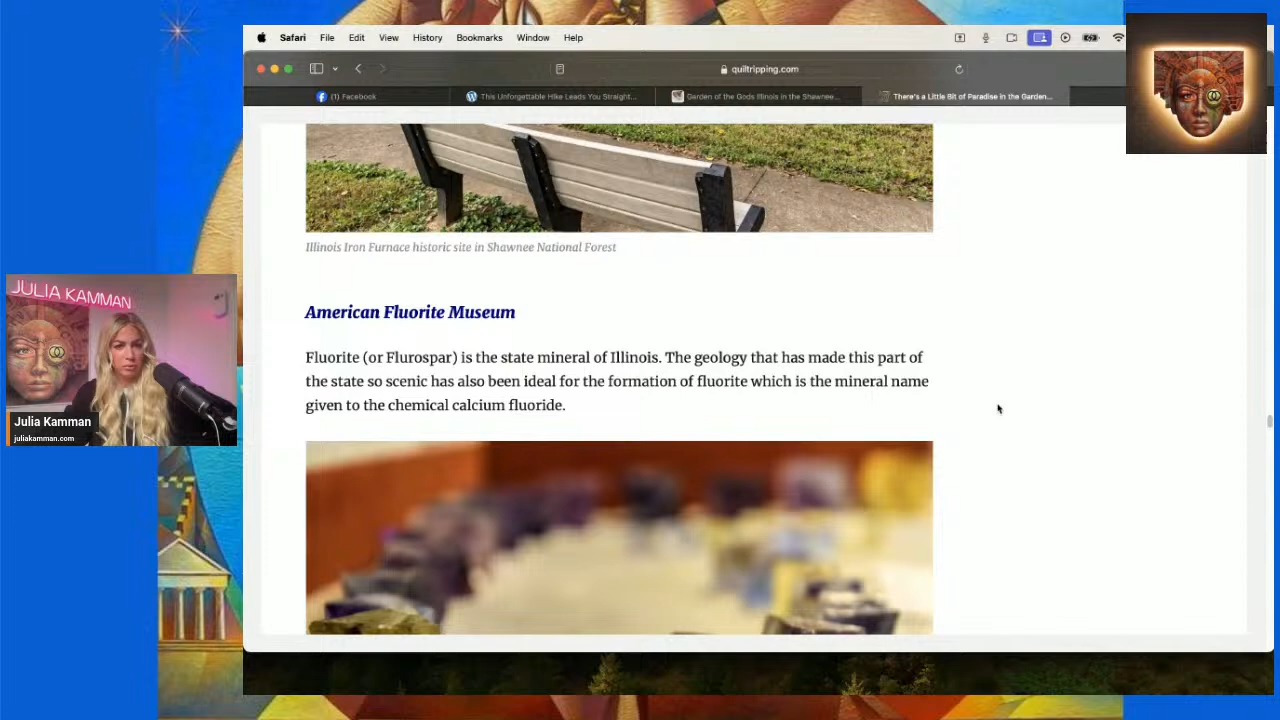 Safari File Edit View History Bookmarks Window Help
quiltripping.com
(1) Facebook
This Unforgettable Hike Leads You Straight...
Garden of the Gods Illinois in the Shawnee...
There's a Little Bit of Paradise in the Garden...
Illinois Iron Furnace historic site in Shawnee National Forest
American Fluorite Museum
Fluorite (or Flurospar) is the state mineral of Illinois. The geology that has made this part of
the state so scenic has also been ideal for the formation of fluorite which is the mineral name
given to the chemical calcium fluoride.
JULIA KAMMAN
Julia Kamman
juliakamman.com